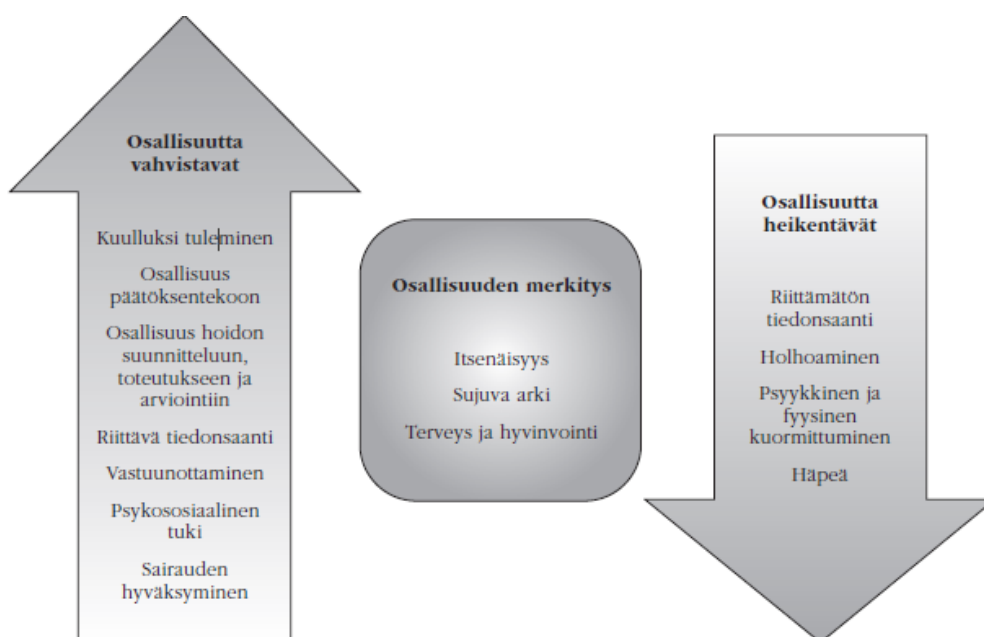 Osallisuutta
vahvistavat
Kuulluksi tuleminen
Osallisuus
päätöksentekoon
Osallisuus hoidon
suunnitteluun,
toteutukseen ja
arviointiin
Riittävä tiedonsaanti
Vastuunottaminen
Psykososiaalinen
tuki
Sairauden
hyväksyminen
Osallisuuden merkitys
Itsenäisyys
Sujuva arki
Terveys ja hyvinvointi
Osallisuutta
heikentävät
Riittämätön
tiedonsaanti
Holhoaminen
Psyykkinen ja
fyysinen
kuormittuminen
Häpeä